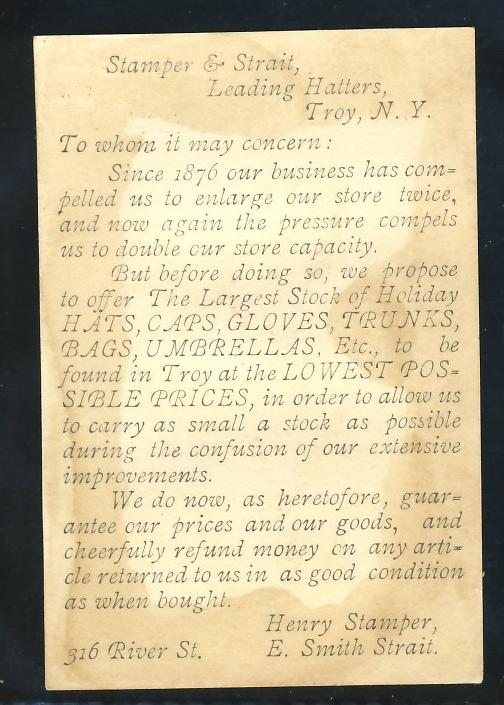 Stamper & Strait,
Leading Hatters,
Troy, N. Y.
To whom it may concern:
Since 1876 our business has com=
pelled us to enlarge our store twice,
and now again the pressure compels
us to double our store capacity.
But before doing so, we propose
to offer The Largest Stock of Holiday
HATS, CAPS, GLOVES, TRUNKS,
BAGS, UMBRELLAS, Etc., to be
found in Troy at the LOWEST POS=
SIBLE PRICES, in order to allow us
to carry as small a stock as possible
during the confusion of our extensive
improvements.
We do now, as heretofore, guar=
antee our prices and our goods, and
cheerfully refund money on any arti=
cle returned to us in as good condition
as when bought.
Henry Stamper,
316 River St. E. Smith Strait.